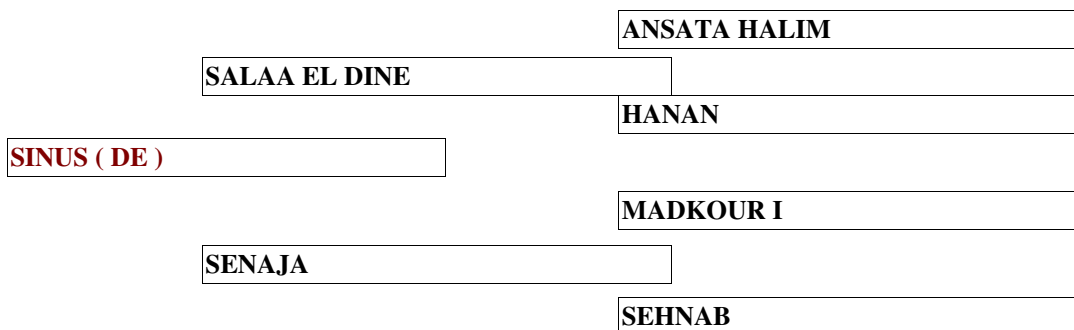 ANSATA HALIM
SALAA EL DINE
HANAN
SINUS ( DE )
MADKOUR I
SENAJA
SEHNAB